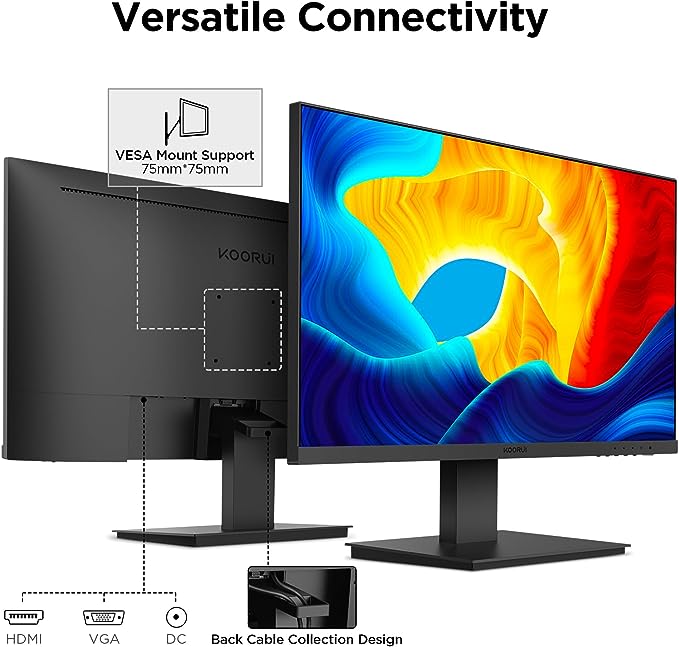 Versatile Connectivity
VESA Mount Support
75mm*75mm
KOORUI
KOORUI
HDMI
VGA
DC
Back Cable Collection Design